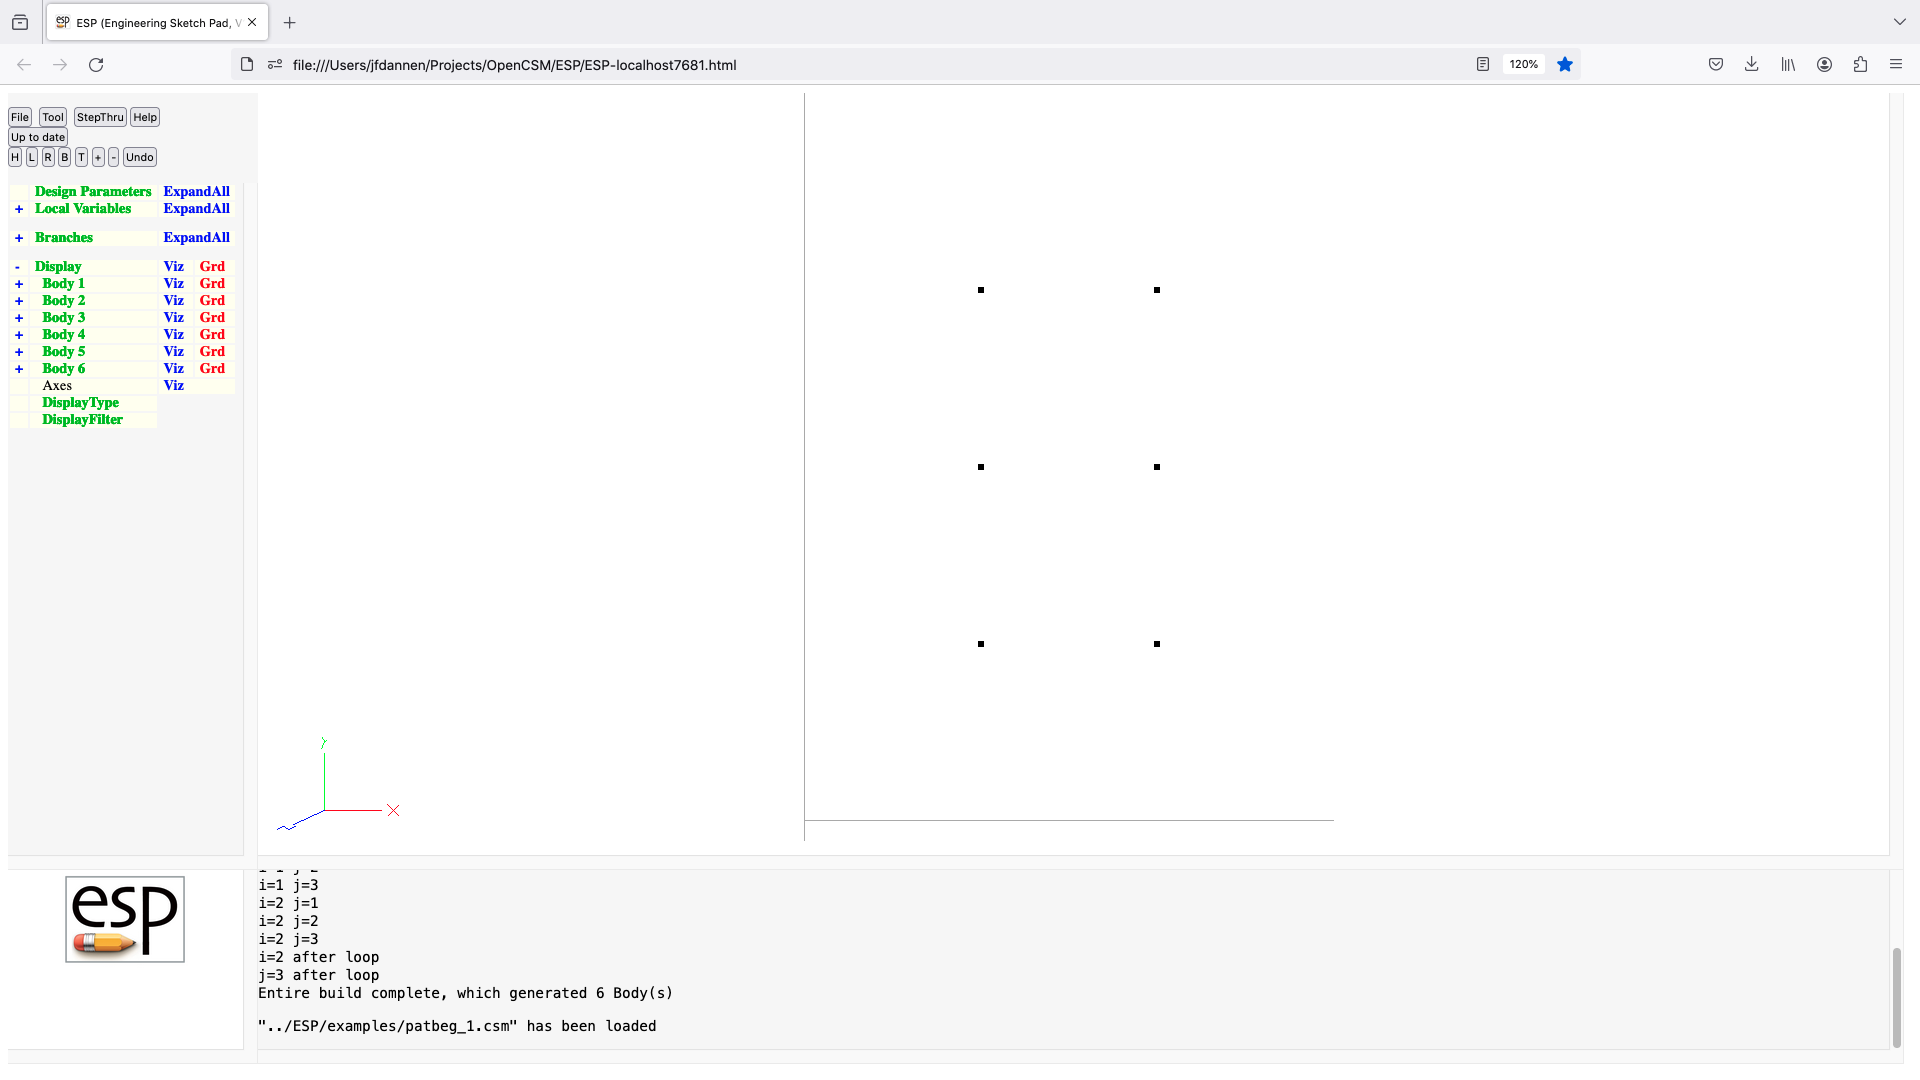 ESP (Engineering Sketch Pad, V
file:///Users/jfdannen/Projects/OpenCSM/ESP/ESP-localhost7681.html
120%
File Tool StepThru Help
Up to date
H L R B T + - Undo
Design Parameters ExpandAll
+ Local Variables ExpandAll
+ Branches ExpandAll
- Display Viz Grd
+ Body 1 Viz Grd
+ Body 2 Viz Grd
+ Body 3 Viz Grd
+ Body 4 Viz Grd
+ Body 5 Viz Grd
+ Body 6 Viz Grd
Axes Viz
DisplayType
DisplayFilter
Y
X
Z
esp
i=1 j=3
i=2 j=1
i=2 j=2
i=2 j=3
i=2 after loop
j=3 after loop
Entire build complete, which generated 6 Body(s)
"../ESP/examples/patbeg_1.csm" has been loaded